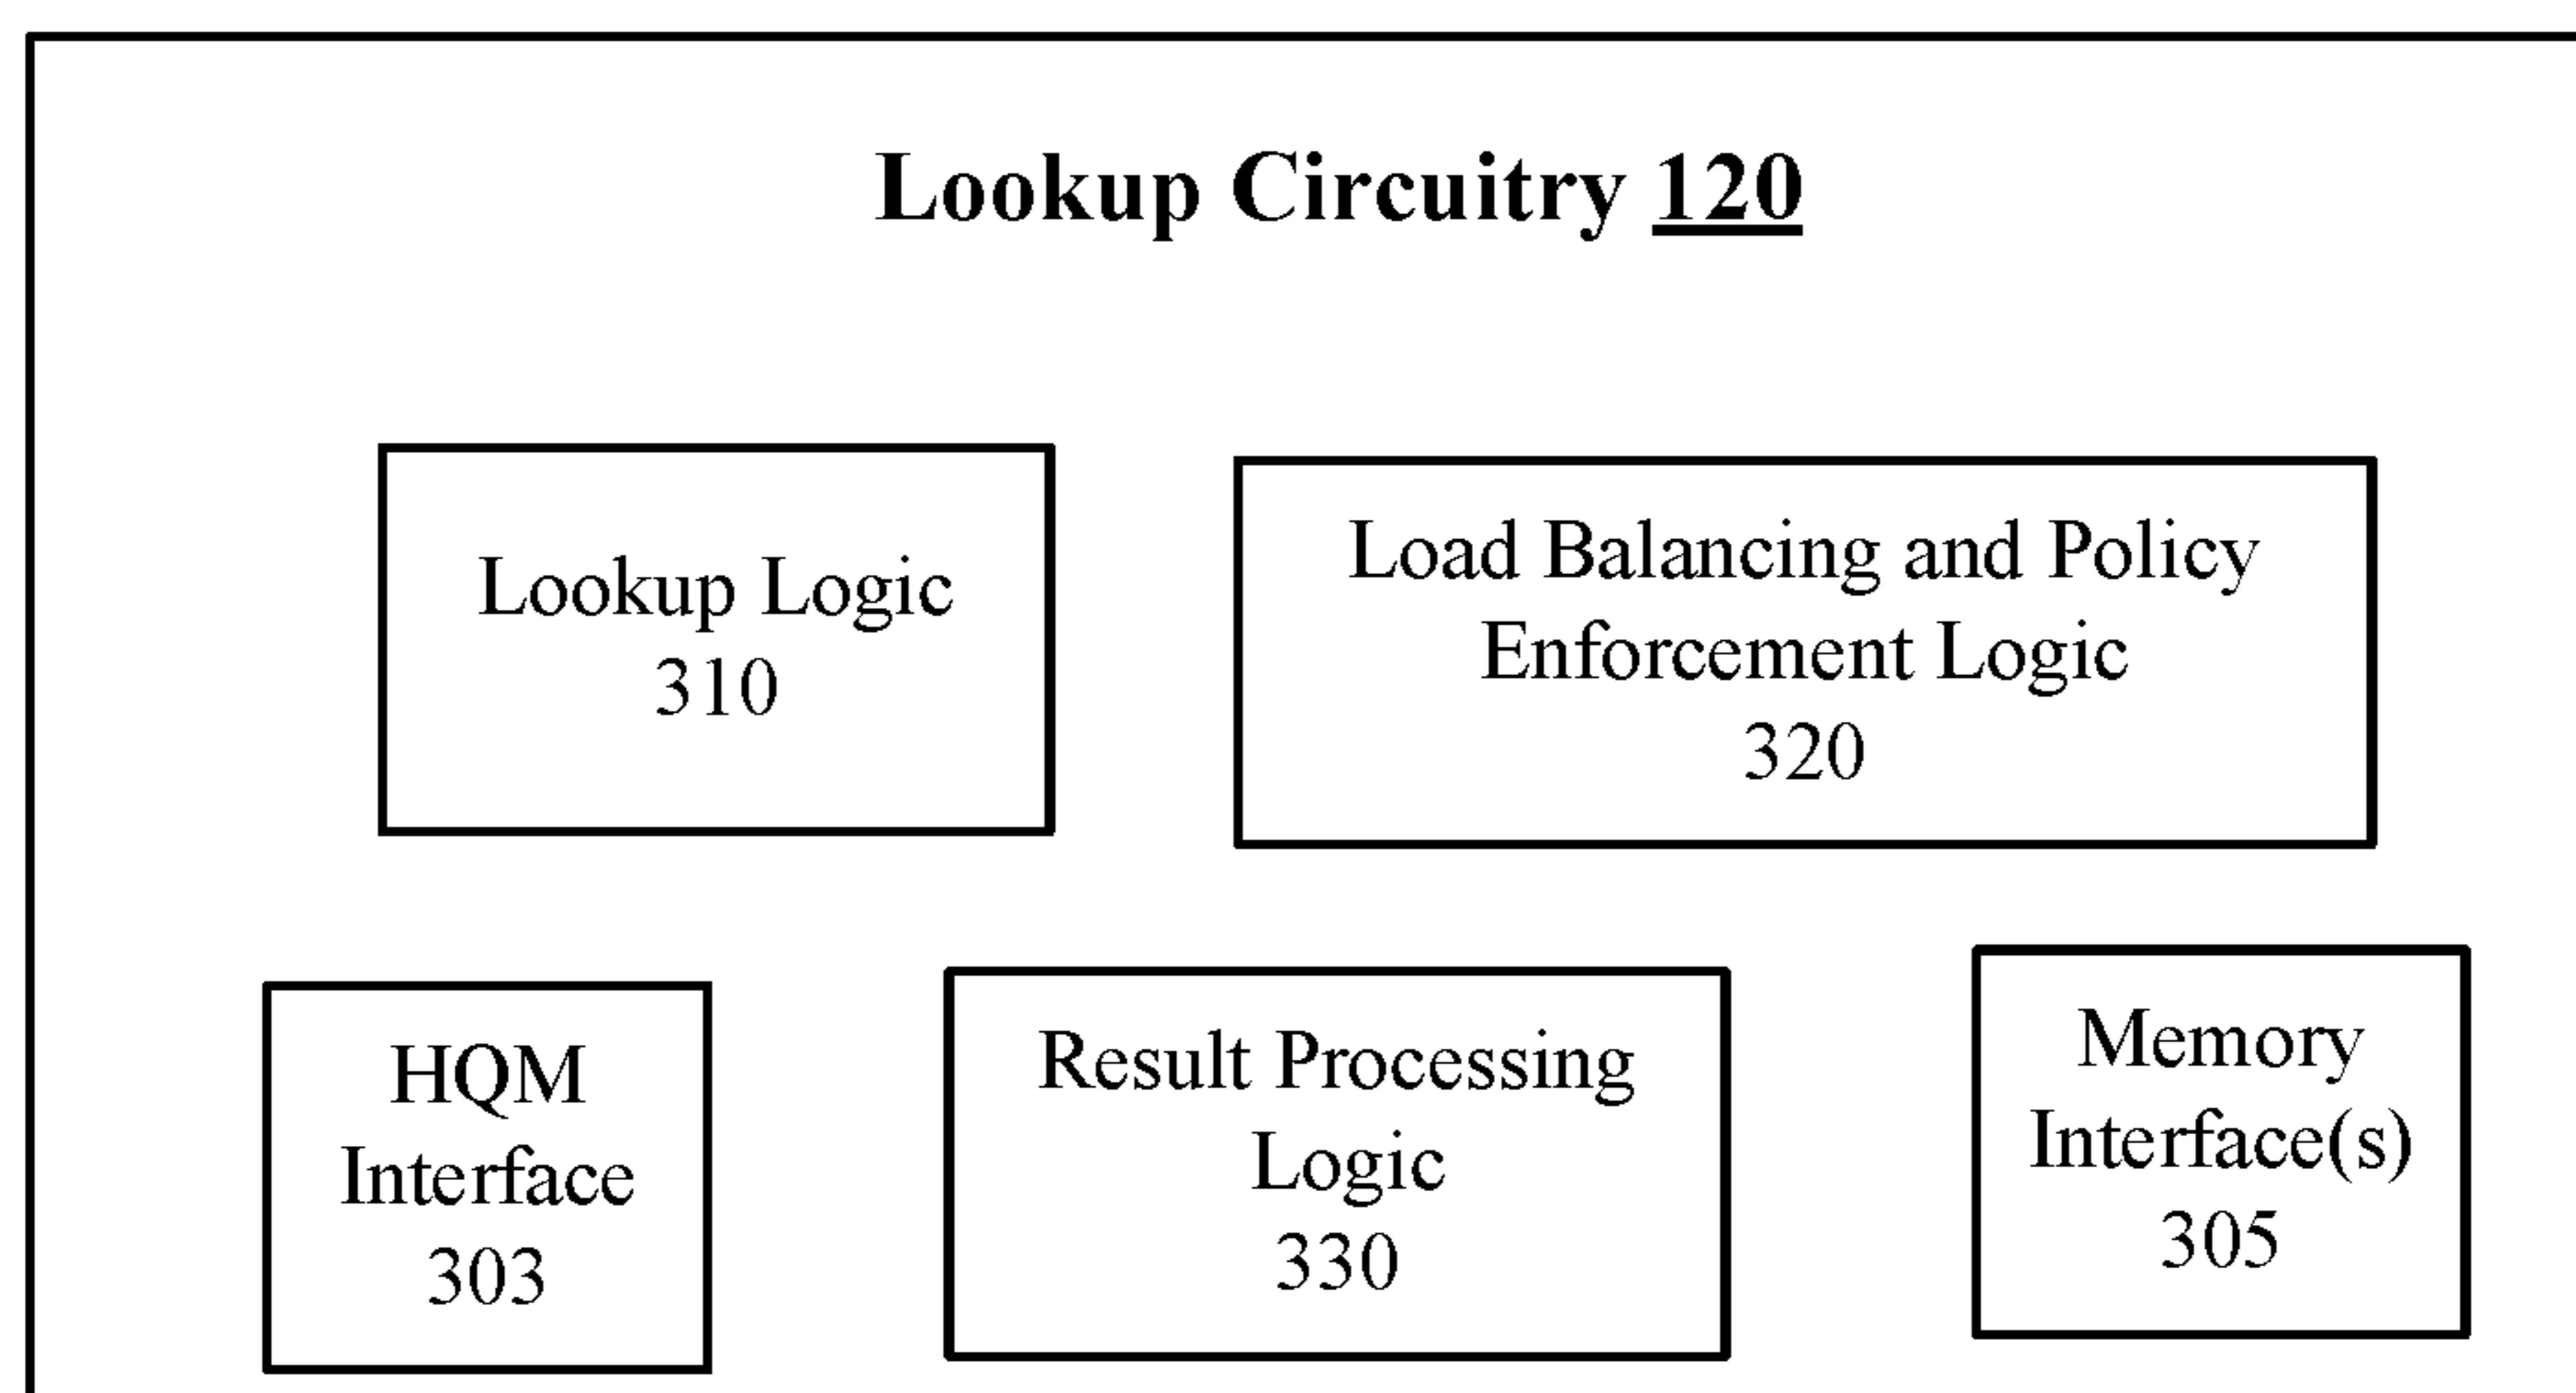 Lookup Circuitry 120
Lookup Logic
310
Load Balancing and Policy
Enforcement Logic
320
HQM
Interface
303
Result Processing
Logic
330
Memory
Interface(s)
305